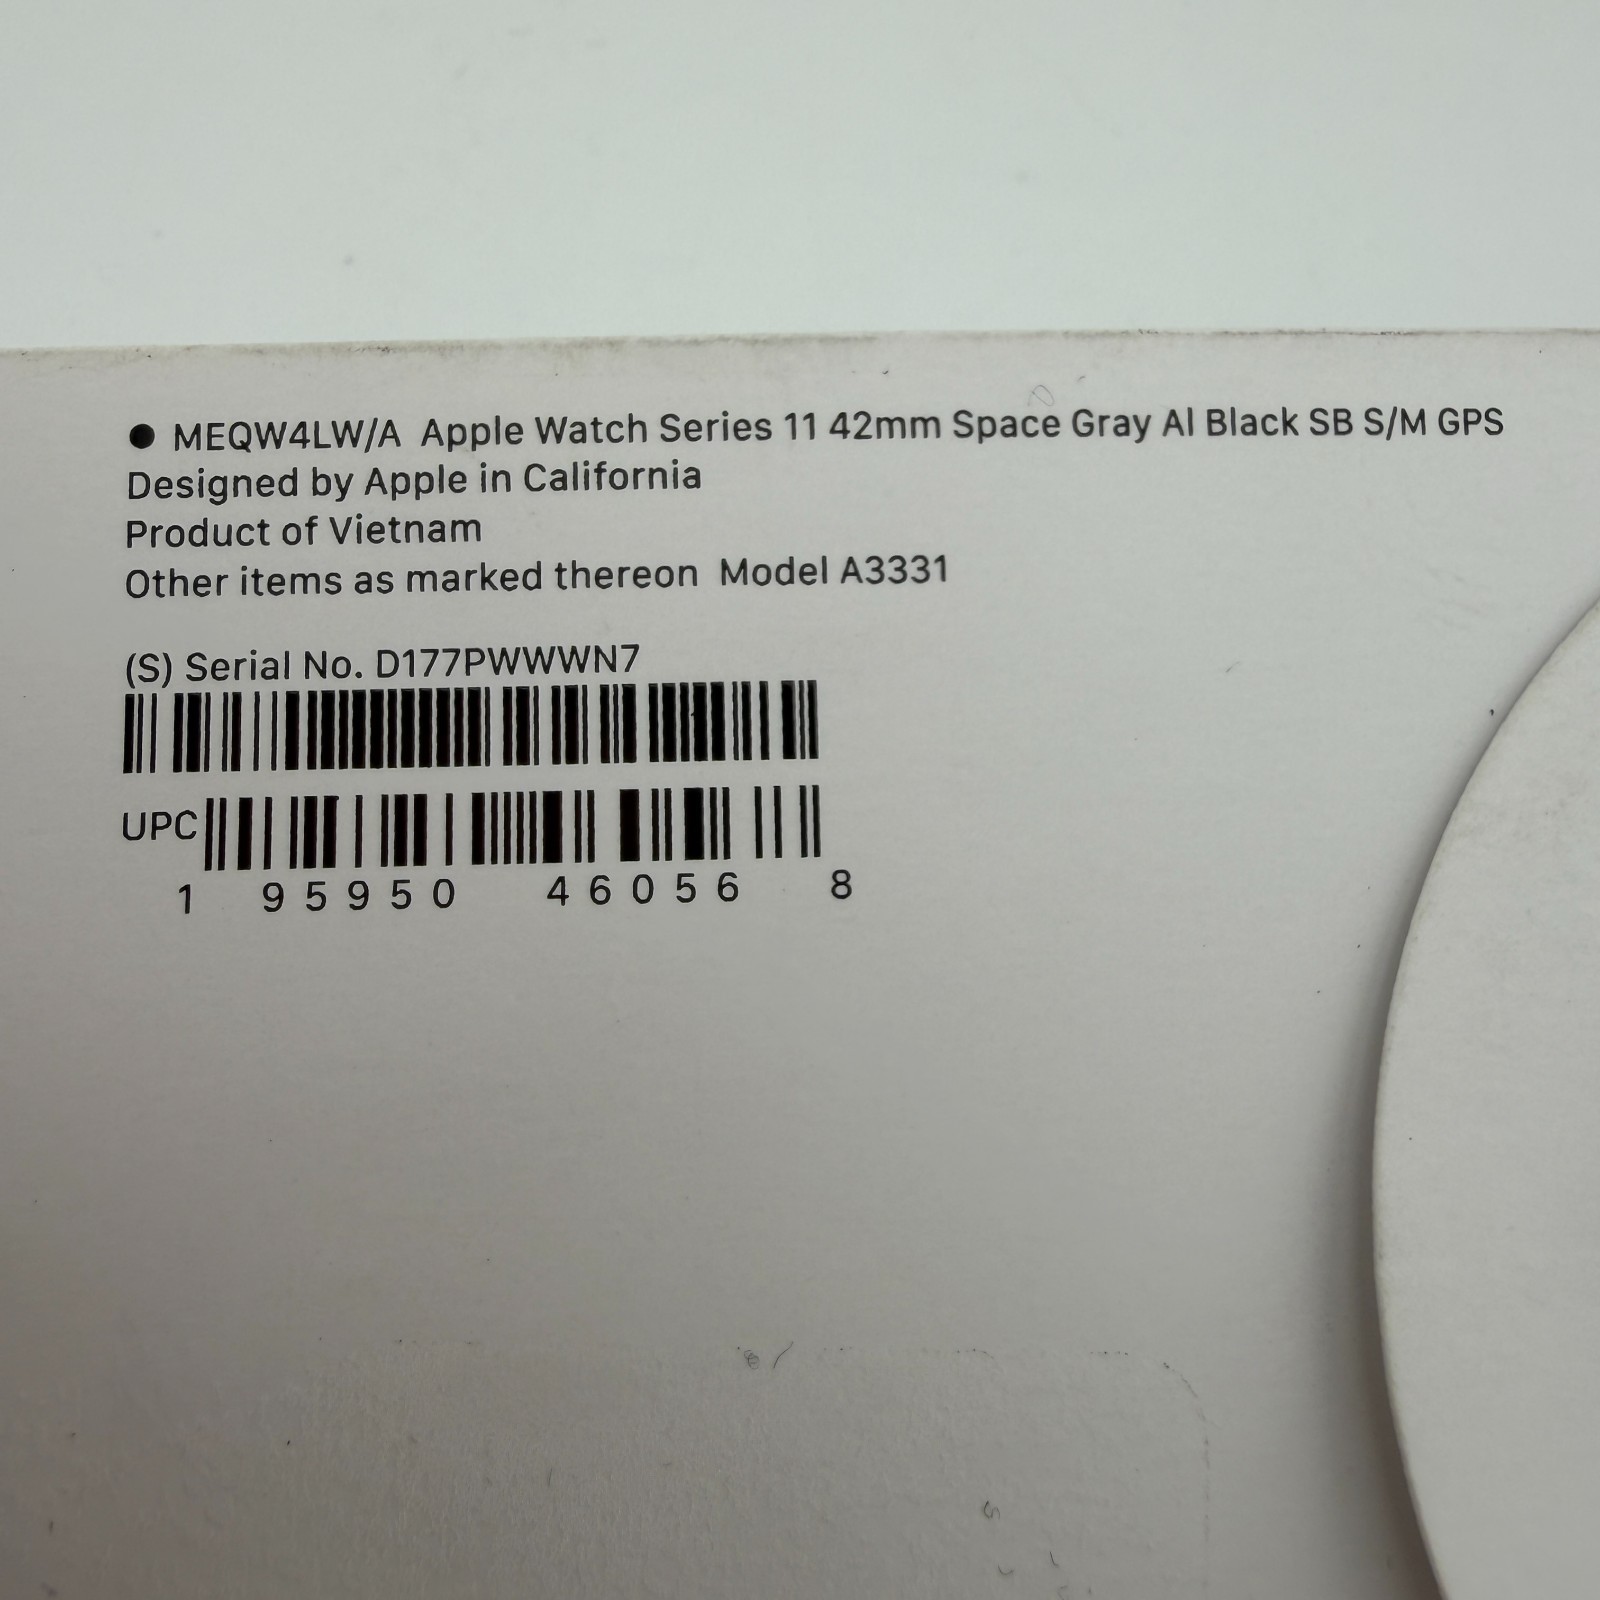 ● MEQW4LW/A Apple Watch Series 11 42mm Space Gray Al Black SB S/M GPS
Designed by Apple in California
Product of Vietnam
Other items as marked thereon Model A3331
(S) Serial No. D177PWWWN7
UPC
1 95950 46056 8